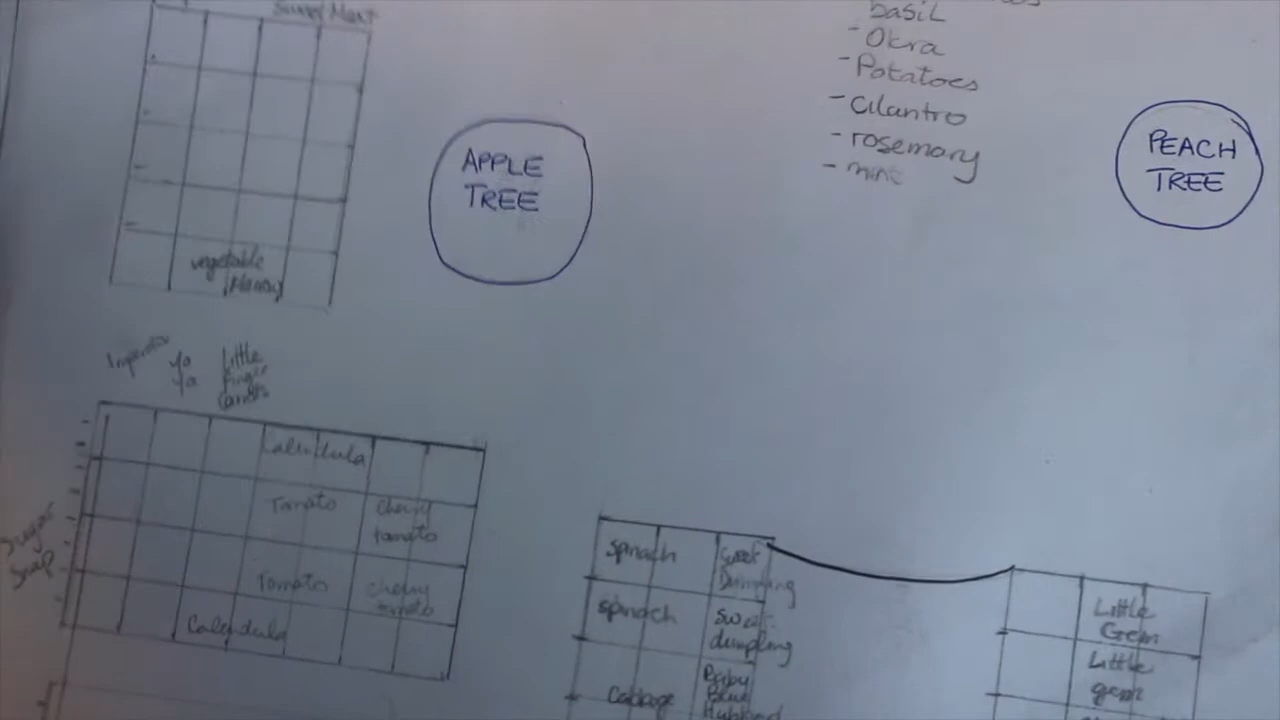 basil
- Okra
- Potatoes
- Cilantro
- rosemary
- mint
APPLE
TREE
PEACH
TREE
vegetable
Little
Finger
Carrots
Calendula
Tomato
cherry
tomato
Tomato
cherry
tomato
Calendula
Sugar
Snap
spinach
Sweet
Dumpling
spinach
Sweet
dumpling
Cabbage
Baby
Blue
Hubbard
Little
Gem
Little
gem